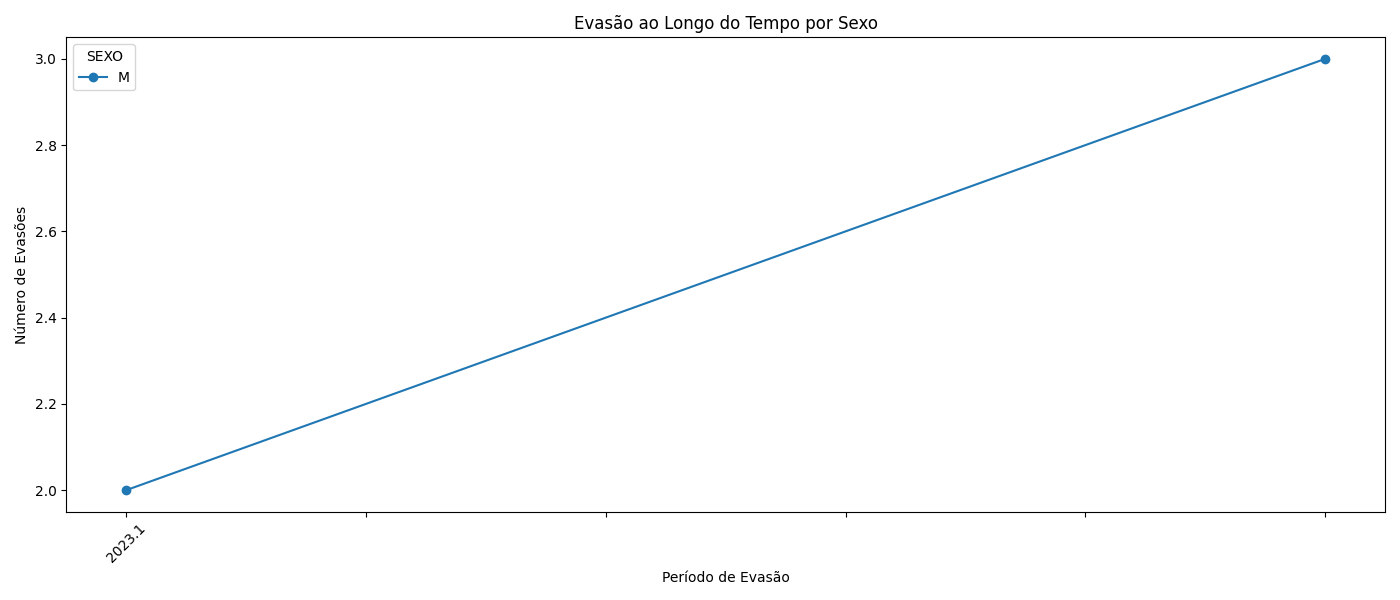 Evasão ao Longo do Tempo por Sexo
SEXO
M
3.0
2.8
2.6
2.4
2.2
2.0
Número de Evasões
2023.1
Período de Evasão